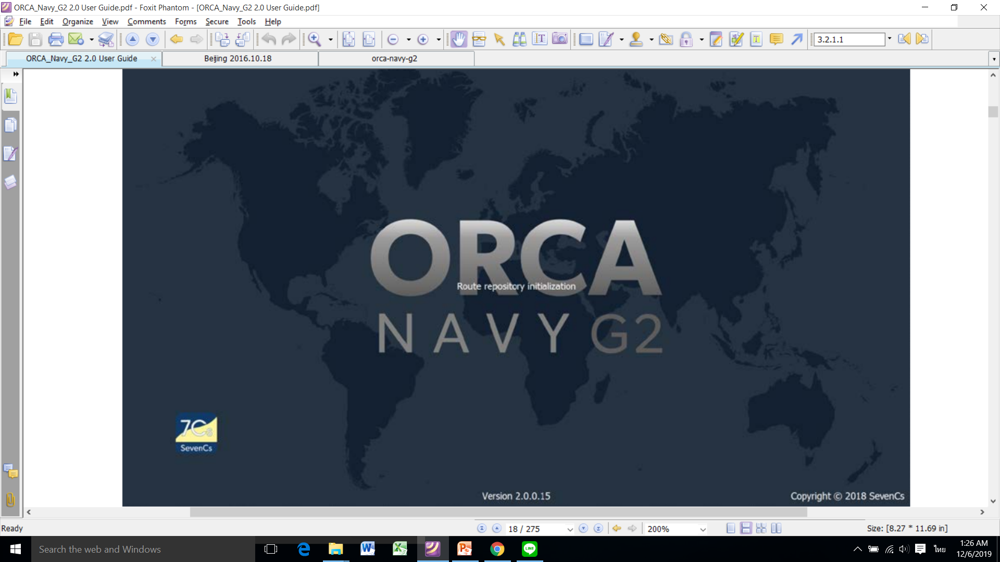 ORCA_Navy_G2 2.0 User Guide.pdf - Foxit Phantom - [ORCA_Navy_G2 2.0 User Guide.pdf]
File Edit Organize View Comments Forms Secure Tools Help
3.2.1.1
ORCA_Navy_G2 2.0 User Guide
Beijing 2016.10.18
orca-navy-g2
ORCA
Route repository initialization
NAVY G2
7Cs
SevenCs
Version 2.0.0.15
Copyright © 2018 SevenCs
Ready
18 / 275
200%
Size: [8.27 * 11.69 in]
Search the web and Windows
LINE
ไทย
1:26 AM
12/6/2019